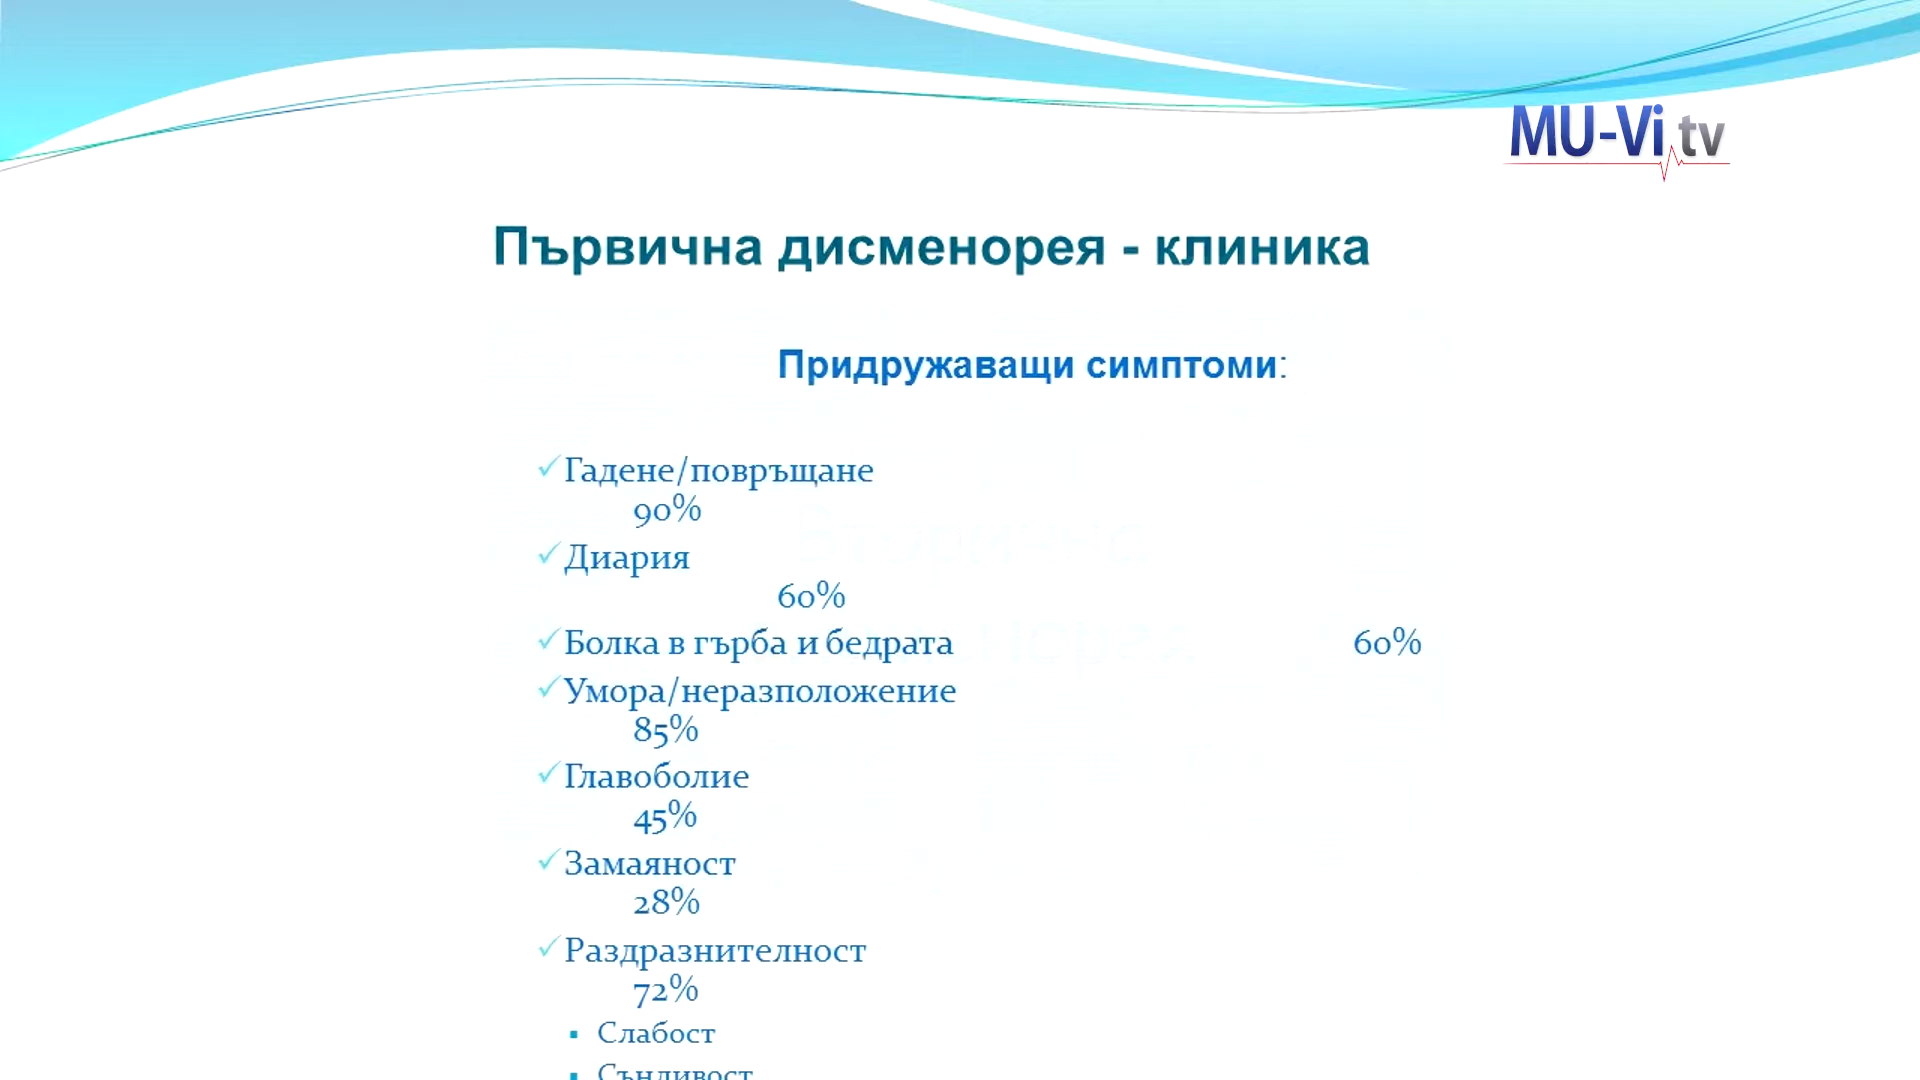 MU-Vi.tv
Първична дисменорея - клиника
Придружаващи симптоми:
Гадене/повръщане
90%
Диария
60%
Болка в гърба и бедрата 60%
Умора/неразположение
85%
Главоболие
45%
Замаяност
28%
Раздразнителност
72%
Слабост
Сънливост